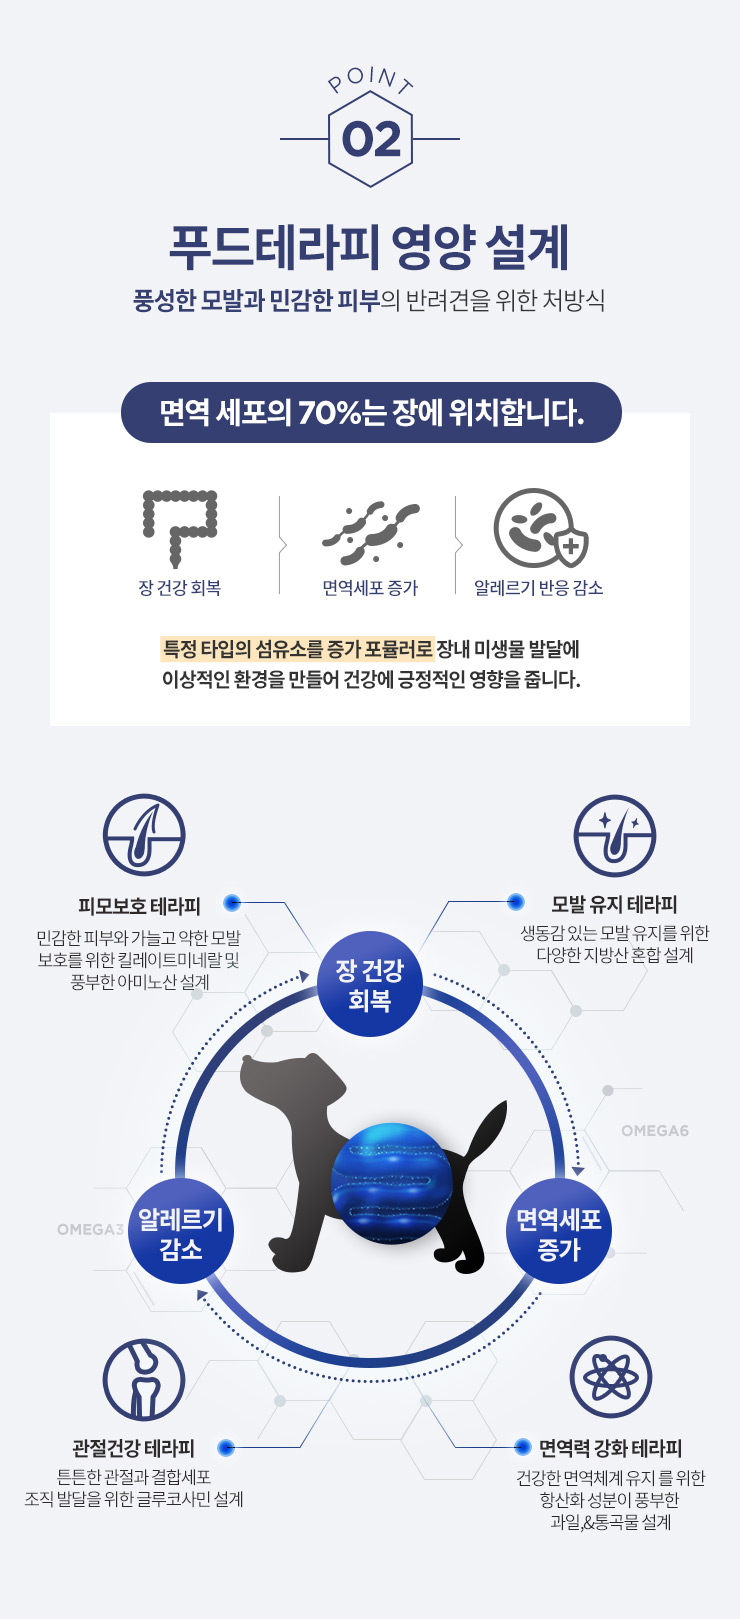 POINT
02
푸드테라피 영양 설계
풍성한 모발과 민감한 피부의 반려견을 위한 처방식
면역 세포의 70%는 장에 위치합니다.
장 건강 회복
면역세포 증가
알레르기 반응 감소
특정 타입의 섬유소를 증가 포뮬러로 장내 미생물 발달에
이상적인 환경을 만들어 건강에 긍정적인 영향을 줍니다.
피모보호 테라피
민감한 피부와 가늘고 약한 모발
보호를 위한 킬레이트미네랄 및
풍부한 아미노산 설계
모발 유지 테라피
생동감 있는 모발 유지를 위한
다양한 지방산 혼합 설계
장 건강
회복
OMEGA6
OMEGA3
알레르기
감소
면역세포
증가
관절건강 테라피
튼튼한 관절과 결합세포
조직 발달을 위한 글루코사민 설계
면역력 강화 테라피
건강한 면역체계 유지 를 위한
항산화 성분이 풍부한
과일,&통곡물 설계